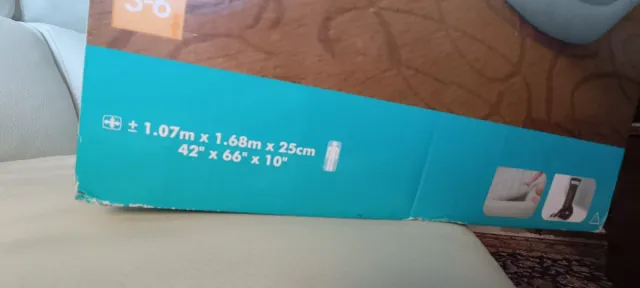 3-6
± 1.07m x 1.68m x 25cm
42" x 66" x 10"